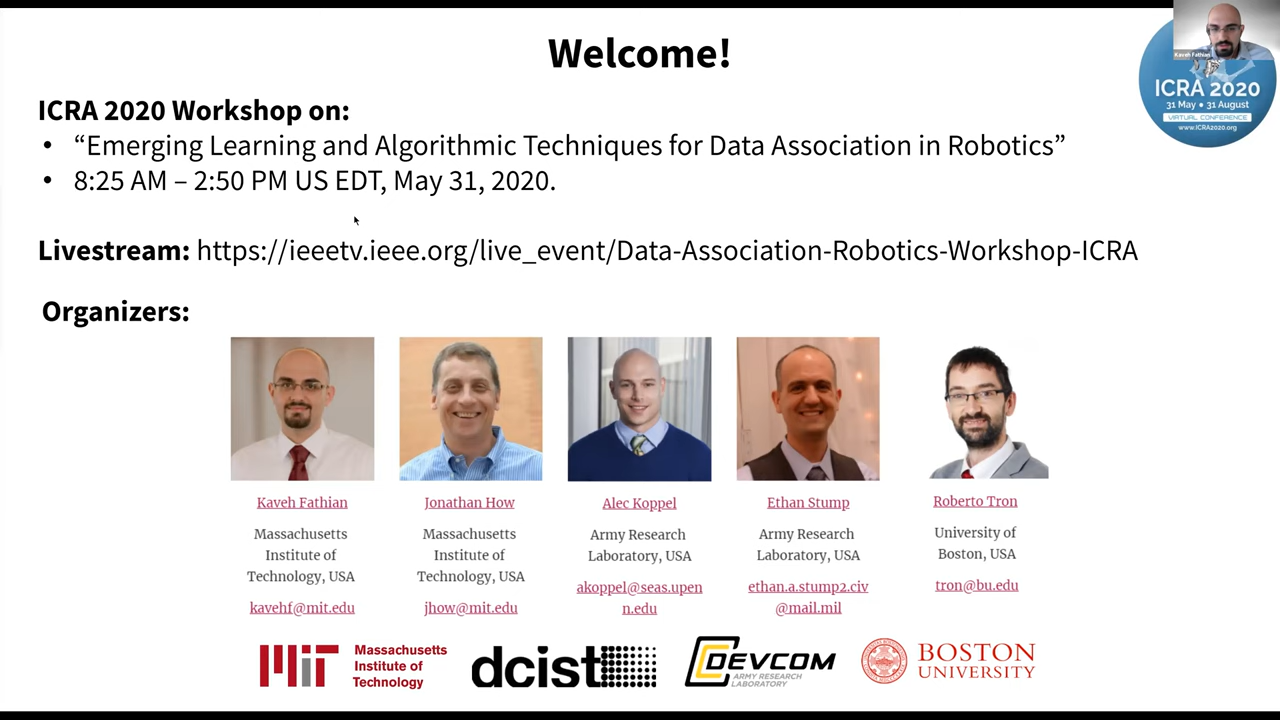 Welcome!
Kaveh Fathian
ICRA 2020
31 May ● 31 August
VIRTUAL CONFERENCE
www.ICRA2020.org
ICRA 2020 Workshop on:
• “Emerging Learning and Algorithmic Techniques for Data Association in Robotics”
• 8:25 AM – 2:50 PM US EDT, May 31, 2020.
Livestream: https://ieeetv.ieee.org/live_event/Data-Association-Robotics-Workshop-ICRA
Organizers:
Kaveh Fathian
Massachusetts
Institute of
Technology, USA
kavehf@mit.edu
Jonathan How
Massachusetts
Institute of
Technology, USA
jhow@mit.edu
Alec Koppel
Army Research
Laboratory, USA
akoppel@seas.upen
n.edu
Ethan Stump
Army Research
Laboratory, USA
ethan.a.stump2.civ
@mail.mil
Roberto Tron
University of
Boston, USA
tron@bu.edu
MIT
Massachusetts
Institute of
Technology
dcist
DEVCOM
ARMY RESEARCH
LABORATORY
BOSTON
UNIVERSITY